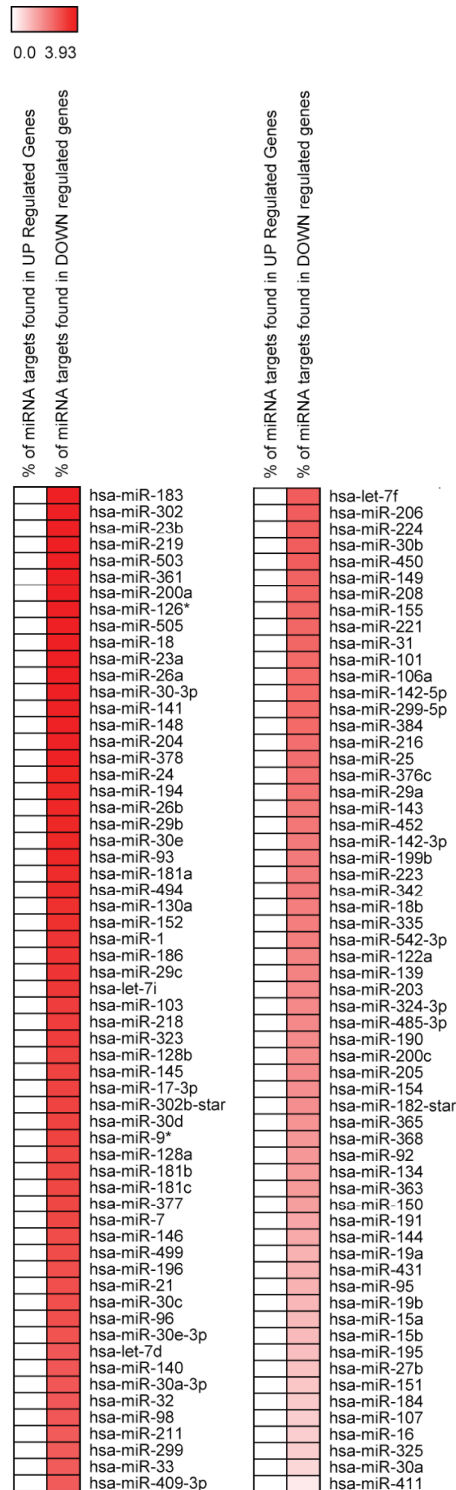 0.0 3.93
% of miRNA targets found in UP Regulated Genes
% of miRNA targets found in DOWN regulated genes
hsa-miR-183
hsa-miR-302
hsa-miR-23b
hsa-miR-219
hsa-miR-503
hsa-miR-361
hsa-miR-200a
hsa-miR-126*
hsa-miR-505
hsa-miR-18
hsa-miR-23a
hsa-miR-26a
hsa-miR-30-3p
hsa-miR-141
hsa-miR-148
hsa-miR-204
hsa-miR-378
hsa-miR-24
hsa-miR-194
hsa-miR-26b
hsa-miR-29b
hsa-miR-30e
hsa-miR-93
hsa-miR-181a
hsa-miR-494
hsa-miR-130a
hsa-miR-152
hsa-miR-1
hsa-miR-186
hsa-miR-29c
hsa-let-7i
hsa-miR-103
hsa-miR-218
hsa-miR-323
hsa-miR-128b
hsa-miR-145
hsa-miR-17-3p
hsa-miR-302b-star
hsa-miR-30d
hsa-miR-9*
hsa-miR-128a
hsa-miR-181b
hsa-miR-181c
hsa-miR-377
hsa-miR-7
hsa-miR-146
hsa-miR-499
hsa-miR-196
hsa-miR-21
hsa-miR-30c
hsa-miR-96
hsa-miR-30e-3p
hsa-let-7d
hsa-miR-140
hsa-miR-30a-3p
hsa-miR-32
hsa-miR-98
hsa-miR-211
hsa-miR-299
hsa-miR-33
hsa-miR-409-3p
% of miRNA targets found in UP Regulated Genes
% of miRNA targets found in DOWN regulated genes
hsa-let-7f
hsa-miR-206
hsa-miR-224
hsa-miR-30b
hsa-miR-450
hsa-miR-149
hsa-miR-208
hsa-miR-155
hsa-miR-221
hsa-miR-31
hsa-miR-101
hsa-miR-106a
hsa-miR-142-5p
hsa-miR-299-5p
hsa-miR-384
hsa-miR-216
hsa-miR-25
hsa-miR-376c
hsa-miR-29a
hsa-miR-143
hsa-miR-452
hsa-miR-142-3p
hsa-miR-199b
hsa-miR-223
hsa-miR-342
hsa-miR-18b
hsa-miR-335
hsa-miR-542-3p
hsa-miR-122a
hsa-miR-139
hsa-miR-203
hsa-miR-324-3p
hsa-miR-485-3p
hsa-miR-190
hsa-miR-200c
hsa-miR-205
hsa-miR-154
hsa-miR-182-star
hsa-miR-365
hsa-miR-368
hsa-miR-92
hsa-miR-134
hsa-miR-363
hsa-miR-150
hsa-miR-191
hsa-miR-144
hsa-miR-19a
hsa-miR-431
hsa-miR-95
hsa-miR-19b
hsa-miR-15a
hsa-miR-15b
hsa-miR-195
hsa-miR-27b
hsa-miR-151
hsa-miR-184
hsa-miR-107
hsa-miR-16
hsa-miR-325
hsa-miR-30a
hsa-miR-411